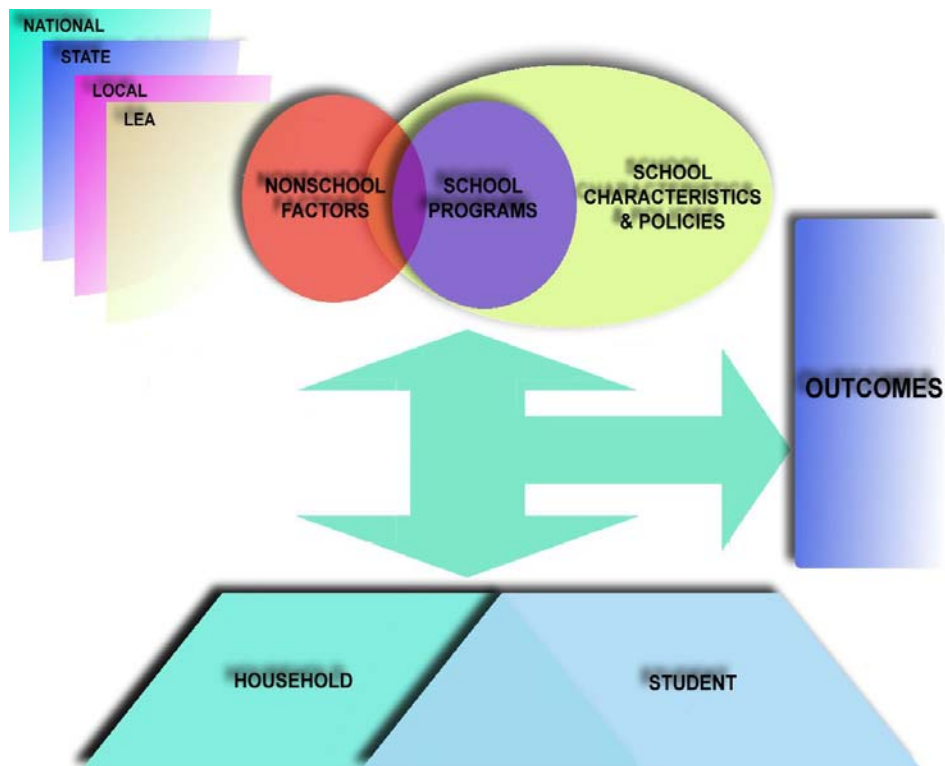 NATIONAL
STATE
LOCAL
LEA
NONSCHOOL
FACTORS
SCHOOL
PROGRAMS
SCHOOL
CHARACTERISTICS
& POLICIES
OUTCOMES
HOUSEHOLD
STUDENT